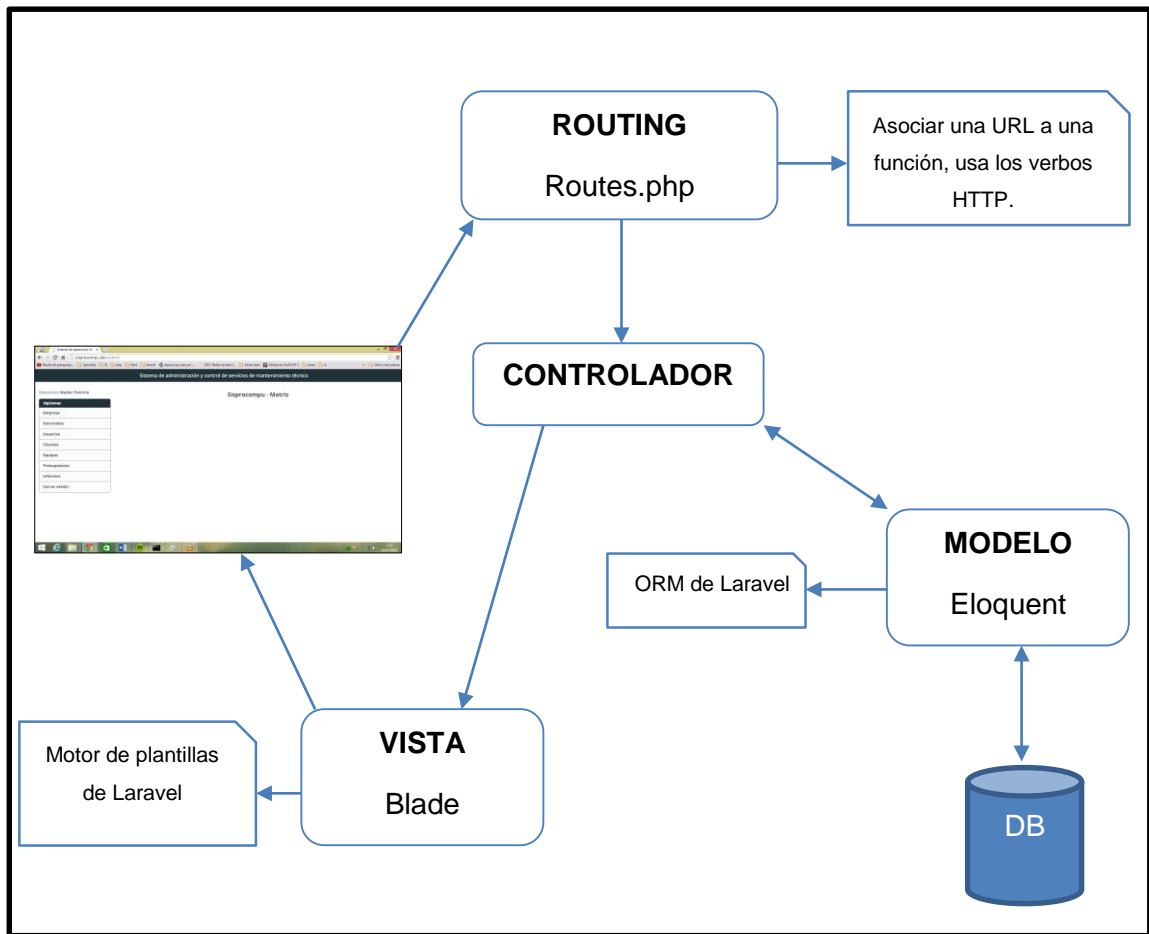 ROUTING
Routes.php
Asociar una URL a una
función, usa los verbos
HTTP.
CONTROLADOR
Sistema de administración y control de servicios de mantenimiento técnico
Sisprocompu - Matriz
Opciones
Empresa
Sucursales
Usuarios
Clientes
Equipos
Presupuestos
Informes
Cerrar sesión
MODELO
Eloquent
ORM de Laravel
VISTA
Blade
Motor de plantillas
de Laravel
DB